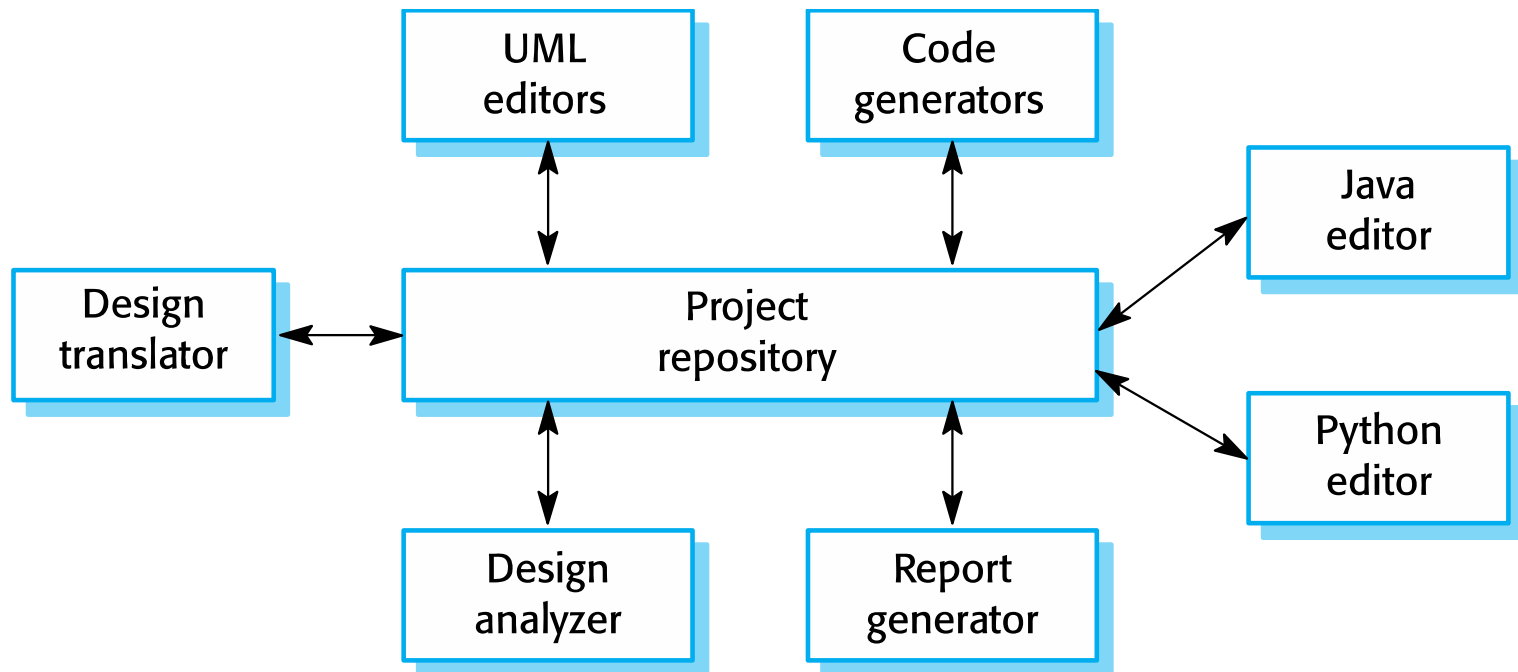 UML
editors
Code
generators
Java
editor
Design
translator
Project
repository
Python
editor
Design
analyzer
Report
generator